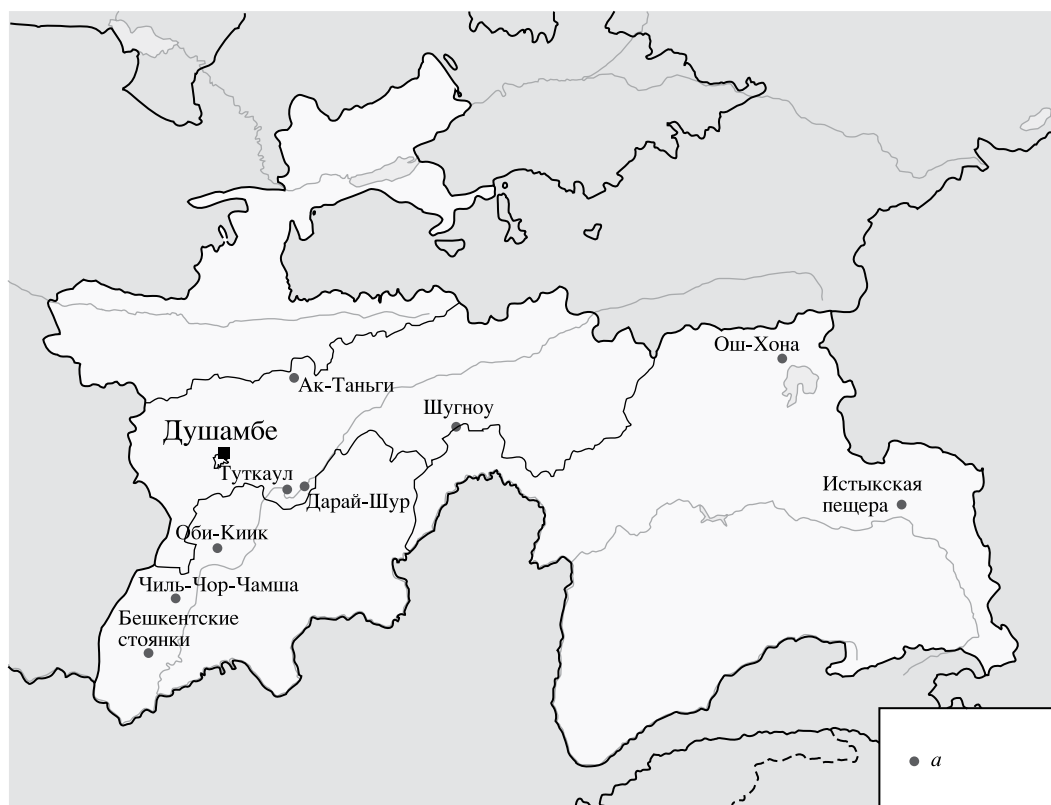 Ош-Хона
Ак-Таньги
Шугноу
Душамбе
Туткаул
Дарай-Шур
Истыкская
пещера
Оби-Киик
Чиль-Чор-Чамша
Бешкентские
стоянки
а